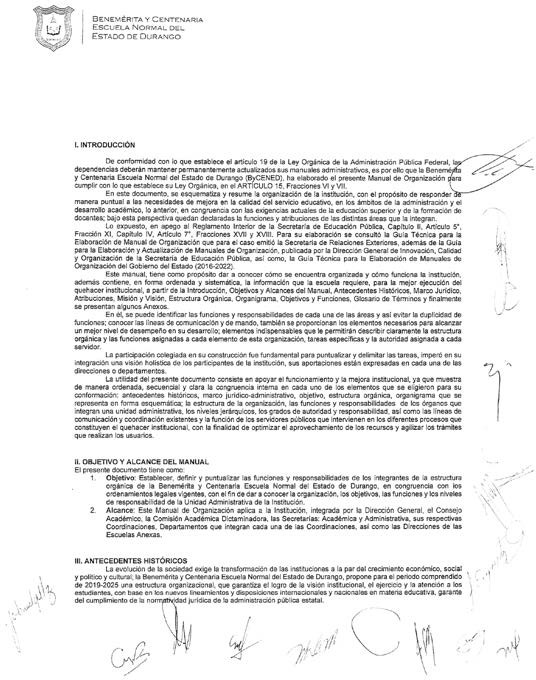 BENEMÉRITA Y CENTENARIA
ESCUELA NORMAL DEL
ESTADO DE DURANGO
I. INTRODUCCIÓN
De conformidad con lo que establece el artículo 19 de la Ley Orgánica de la Administración Pública Federal, las
dependencias deberán mantener permanentemente actualizados sus manuales administrativos, es por ello que la Benemérita
y Centenaria Escuela Normal del Estado de Durango (ByCENED), ha elaborado el presente Manual de Organización para
cumplir con lo que establece su Ley Orgánica, en el ARTÍCULO 15, Fracciones VI y VII.
En este documento, se esquematiza y resume la organización de la institución, con el propósito de responder de
manera puntual a las necesidades de mejora en la calidad del servicio educativo, en los ámbitos de la administración y el
desarrollo académico, lo anterior, en congruencia con las exigencias actuales de la educación superior y de la formación de
docentes; bajo esta perspectiva quedan declaradas la funciones y atribuciones de las distintas áreas que la integran.
Lo expuesto, en apego al Reglamento Interior de la Secretaría de Educación Pública, Capítulo II, Artículo 5°,
Fracción XI, Capítulo IV, Artículo 7°, Fracciones XVII y XVIII. Para su elaboración se consultó la Guía Técnica para la
Elaboración de Manual de Organización que para el caso emitió la Secretaría de Relaciones Exteriores, además de la Guía
para la Elaboración y Actualización de Manuales de Organización, publicada por la Dirección General de Innovación, Calidad
y Organización de la Secretaría de Educación Pública, así como, la Guía Técnica para la Elaboración de Manuales de
Organización del Gobierno del Estado (2016-2022).
Este manual, tiene como propósito dar a conocer cómo se encuentra organizada y cómo funciona la institución,
además contiene, en forma ordenada y sistemática, la información que la escuela requiere, para la mejor ejecución del
quehacer institucional, a partir de la Introducción, Objetivos y Alcances del Manual, Antecedentes Históricos, Marco Jurídico,
Atribuciones, Misión y Visión, Estructura Orgánica, Organigrama, Objetivos y Funciones, Glosario de Términos y finalmente
se presentan algunos Anexos.
En él, se puede identificar las funciones y responsabilidades de cada una de las áreas y así evitar la duplicidad de
funciones; conocer las líneas de comunicación y de mando, también se proporcionan los elementos necesarios para alcanzar
un mejor nivel de desempeño en su desarrollo; elementos indispensables que le permitirán describir claramente la estructura
orgánica y las funciones asignadas a cada elemento de esta organización, tareas específicas y la autoridad asignada a cada
servidor.
La participación colegiada en su construcción fue fundamental para puntualizar y delimitar las tareas, imperó en su
integración una visión holística de los participantes de la institución, sus aportaciones están expresadas en cada una de las
direcciones o departamentos.
La utilidad del presente documento consiste en apoyar el funcionamiento y la mejora institucional, ya que muestra
de manera ordenada, secuencial y clara la congruencia interna en cada uno de los elementos que se eligieron para su
conformación: antecedentes históricos, marco jurídico-administrativo, objetivo, estructura orgánica, organigrama que se
representa en forma esquemática; la estructura de la organización, las funciones y responsabilidades de los órganos que
integran una unidad administrativa, los niveles jerárquicos, los grados de autoridad y responsabilidad, así como las líneas de
comunicación y coordinación existentes y la función de los servidores públicos que intervienen en los diferentes procesos que
constituyen el quehacer institucional, con la finalidad de optimizar el aprovechamiento de los recursos y agilizar los trámites
que realizan los usuarios.
II. OBJETIVO Y ALCANCE DEL MANUAL
El presente documento tiene como:
1. Objetivo: Establecer, definir y puntualizar las funciones y responsabilidades de los integrantes de la estructura
orgánica de la Benemérita y Centenaria Escuela Normal del Estado de Durango, en congruencia con los
ordenamientos legales vigentes, con el fin de dar a conocer la organización, los objetivos, las funciones y los niveles
de responsabilidad de la Unidad Administrativa de la Institución.
2. Alcance: Este Manual de Organización aplica a la Institución, integrada por la Dirección General, el Consejo
Académico, la Comisión Académica Dictaminadora, las Secretarías: Académica y Administrativa, sus respectivas
Coordinaciones, Departamentos que integran cada una de las Coordinaciones, así como las Direcciones de las
Escuelas Anexas.
III. ANTECEDENTES HISTÓRICOS
La evolución de la sociedad exige la transformación de las instituciones a la par del crecimiento económico, social
y político y cultural; la Benemérita y Centenaria Escuela Normal del Estado de Durango, propone para el periodo comprendido
de 2019-2025 una estructura organizacional, que garantiza el logro de la visión institucional, el ejercicio y la atención a los
estudiantes, con base en los nuevos lineamientos y disposiciones internacionales y nacionales en materia educativa, garante
del cumplimiento de la normatividad jurídica de la administración pública estatal.